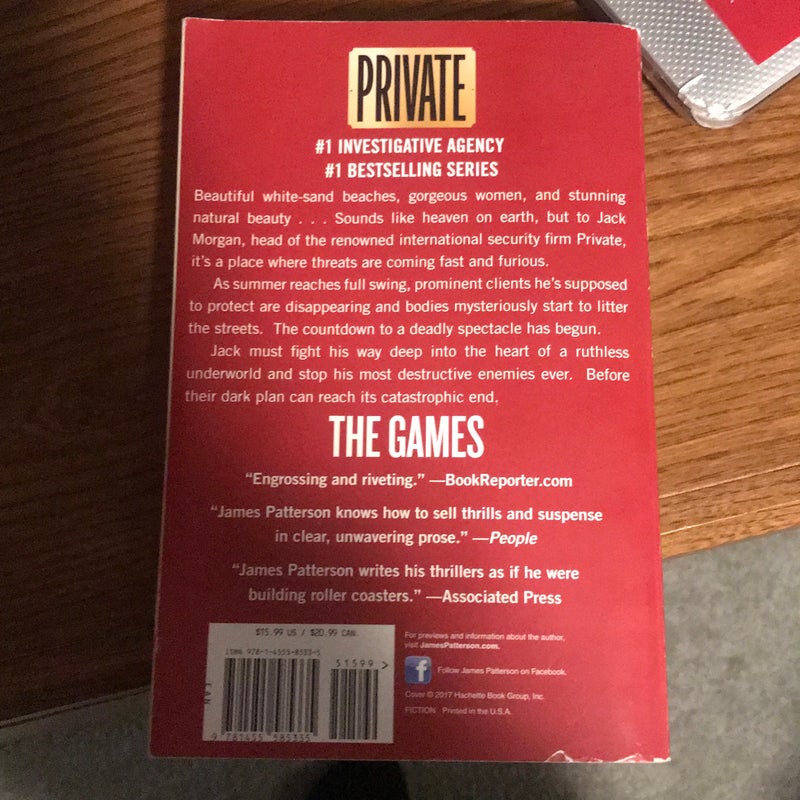 PRIVATE
#1 INVESTIGATIVE AGENCY
#1 BESTSELLING SERIES
Beautiful white-sand beaches, gorgeous women, and stunning
natural beauty . . . Sounds like heaven on earth, but to Jack
Morgan, head of the renowned international security firm Private,
it's a place where threats are coming fast and furious.
As summer reaches full swing, prominent clients he's supposed
to protect are disappearing and bodies mysteriously start to litter
the streets. The countdown to a deadly spectacle has begun.
Jack must fight his way deep into the heart of a ruthless
underworld and stop his most destructive enemies ever. Before
their dark plan can reach its catastrophic end.
THE GAMES
"Engrossing and riveting." —BookReporter.com
"James Patterson knows how to sell thrills and suspense
in clear, unwavering prose." —People
"James Patterson writes his thrillers as if he were
building roller coasters." —Associated Press
$15.99 US / $20.99 CAN.
51599 >
For previews and information about the author,
visit JamesPatterson.com.
f Follow James Patterson on Facebook.
Cover © 2017 Hachette Book Group, Inc.
FICTION Printed in the U.S.A.